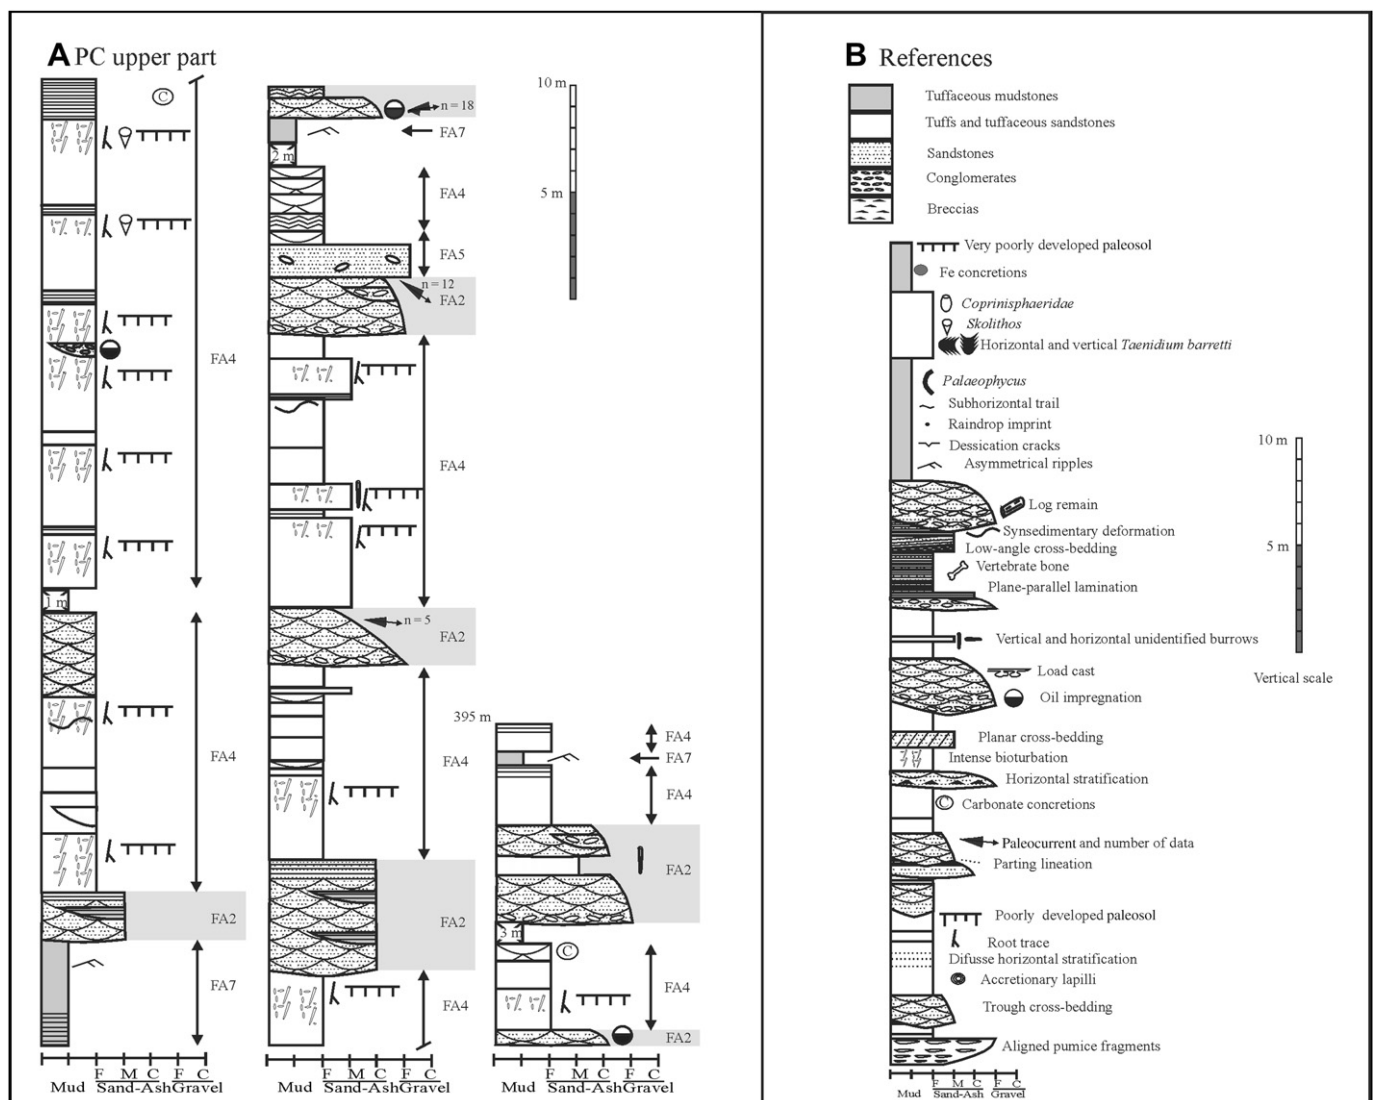 A PC upper part
C
FA4
1 m
FA4
FA2
FA7
F M C F C
Mud Sand-Ash Gravel
n = 18
FA7
2 m
FA4
FA5
n = 12
FA2
FA4
n = 5
FA2
FA4
FA2
FA4
F M C F C
Mud Sand-Ash Gravel
10 m
5 m
395 m
FA4
FA7
FA4
FA2
3 m
C
FA4
FA2
F M C F C
Mud Sand-Ash Gravel
B References
Tuffaceous mudstones
Tuffs and tuffaceous sandstones
Sandstones
Conglomerates
Breccias
Very poorly developed paleosol
Fe concretions
Coprinisphaeridae
Skolithos
Horizontal and vertical Taenidium barretti
Palaeophycus
Subhorizontal trail
Raindrop imprint
Dessication cracks
Asymmetrical ripples
Log remain
Synsedimentary deformation
Low-angle cross-bedding
Vertebrate bone
Plane-parallel lamination
Vertical and horizontal unidentified burrows
Load cast
Oil impregnation
Planar cross-bedding
Intense bioturbation
Horizontal stratification
C Carbonate concretions
Paleocurrent and number of data
Parting lineation
Poorly developed paleosol
Root trace
Difusse horizontal stratification
Accretionary lapilli
Trough cross-bedding
Aligned pumice fragments
F M C F C
Mud Sand-Ash Gravel
10 m
5 m
Vertical scale